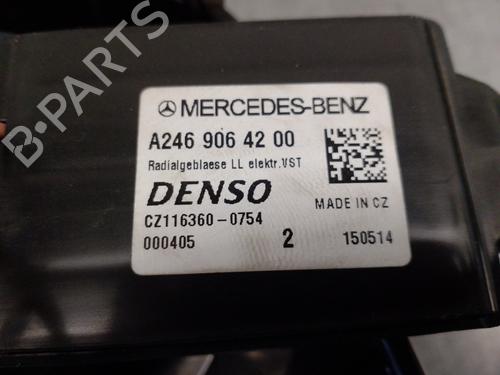 MERCEDES-BENZ
A246 906 42 00
Radialgeblaese LL elektr.VST
DENSO
MADE IN CZ
CZ116360-0754
000405 2 150514
B-Parts